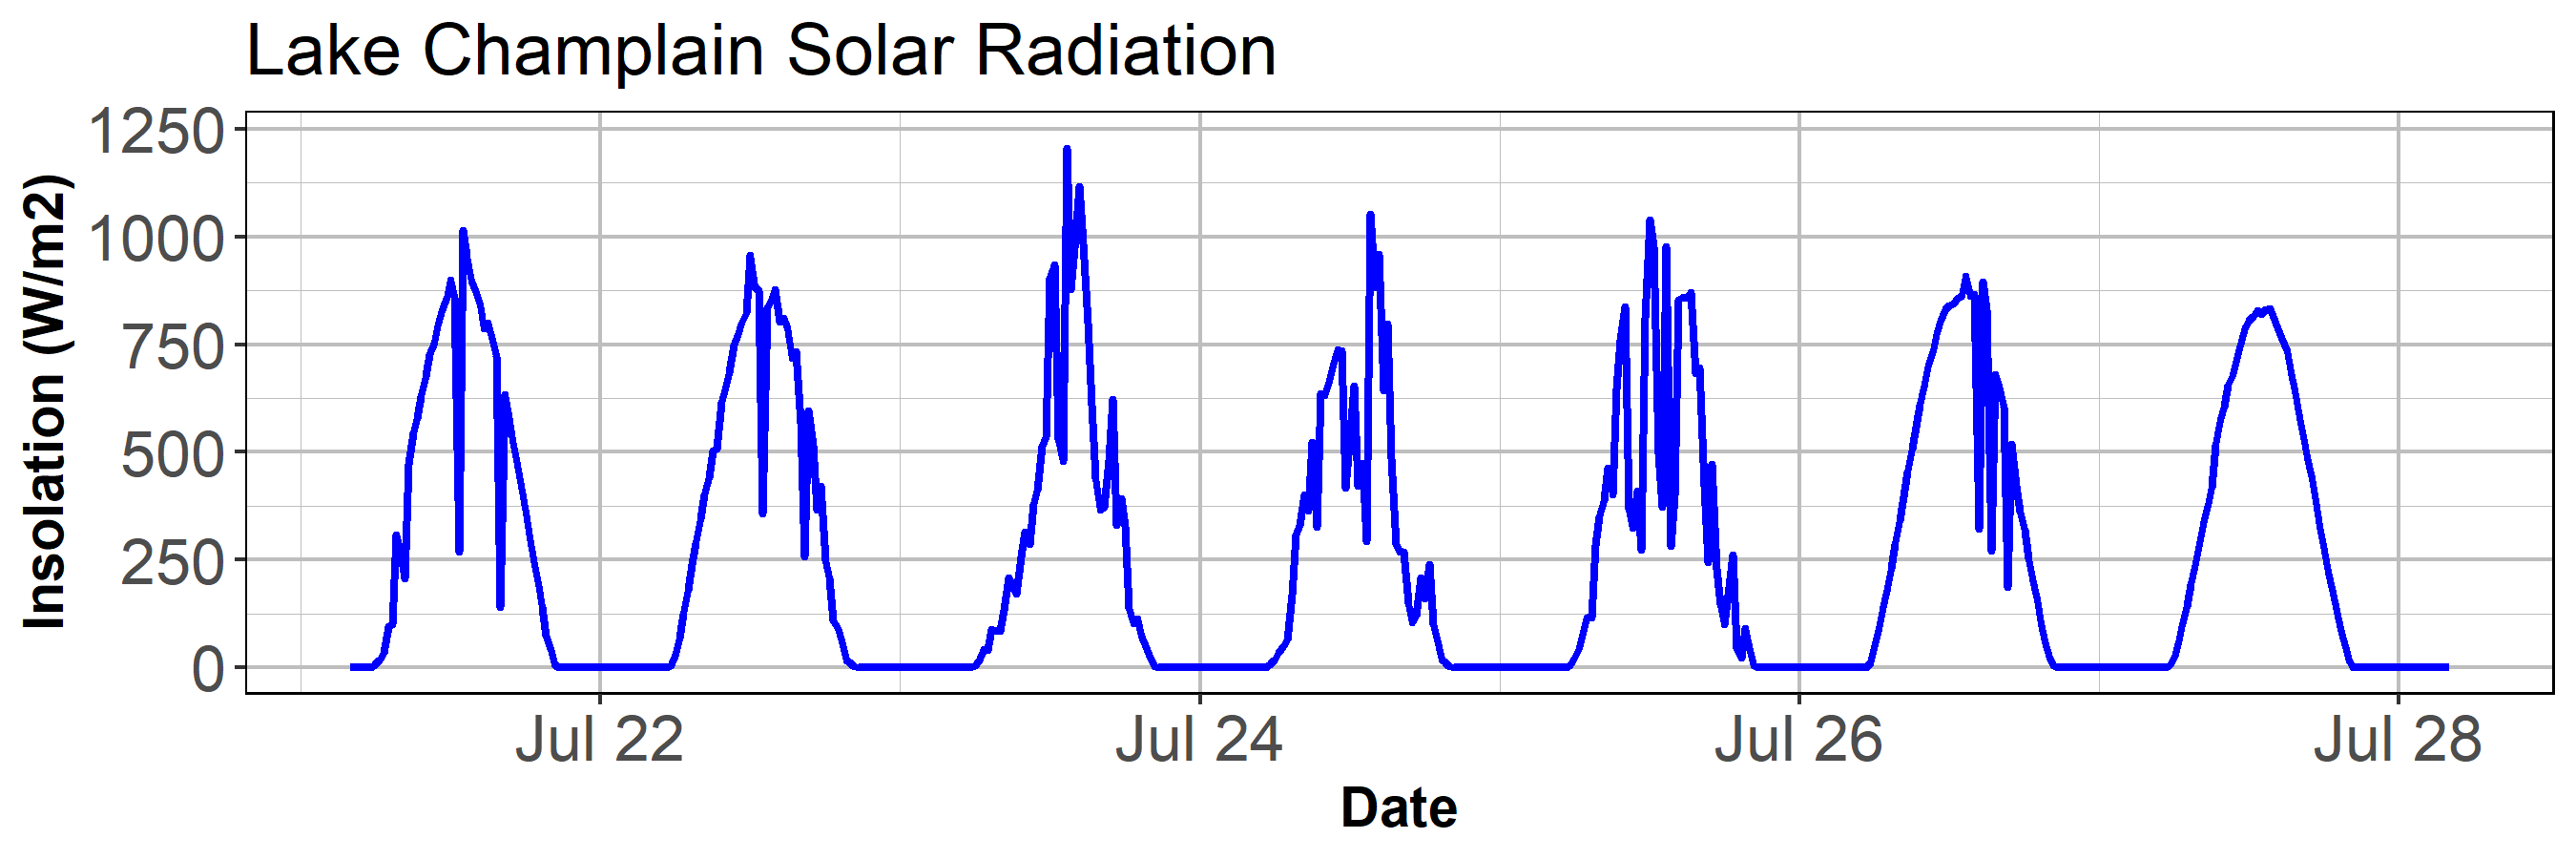 Lake Champlain Solar Radiation
Insolation (W/m2)
1250
1000
750
500
250
0
Jul 22 Jul 24 Jul 26 Jul 28
Date